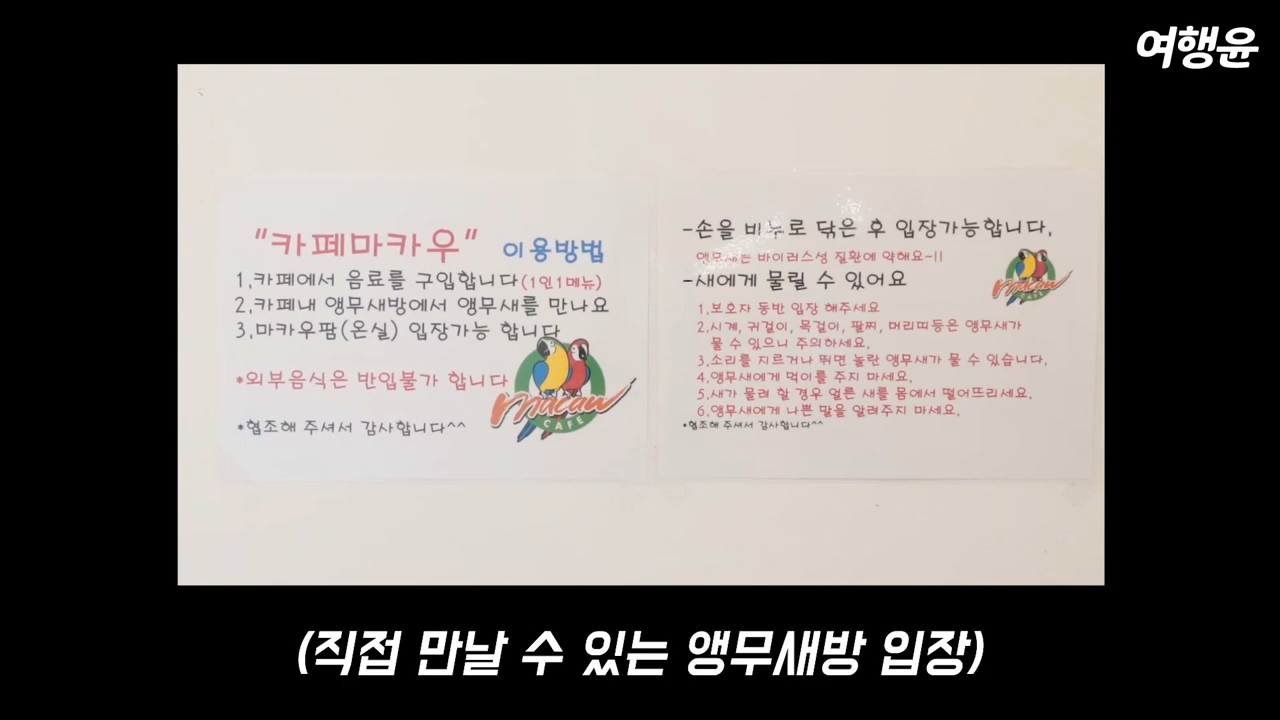 여행윤
"카페마카우" 이용방법
1.카페에서 음료를 구입합니다(1인1메뉴)
2.카페내 앵무새방에서 앵무새를 만나요
3.마카우팜(온실) 입장가능 합니다
*외부음식은 반입불가 합니다
macaw
CAFE
*협조해 주셔서 감사합니다^^
-손을 비누로 닦은 후 입장가능합니다.
앵무새는 바이러스성 질환에 약해요~!!
-새에게 물릴 수 있어요
macaw
CAFE
1.보호자 동반 입장 해주세요
2.시계, 귀걸이, 목걸이, 팔찌, 머리띠등은 앵무새가
물 수 있으니 주의하세요.
3.소리를 지르거나 뛰면 놀란 앵무새가 물 수 있습니다.
4.앵무새에게 먹이를 주지 마세요.
5.새가 물려 할 경우 얼른 새를 몸에서 떨어뜨리세요.
6.앵무새에게 나쁜 말을 알려주지 마세요.
*협조해 주셔서 감사합니다^^
(직접 만날 수 있는 앵무새방 입장)